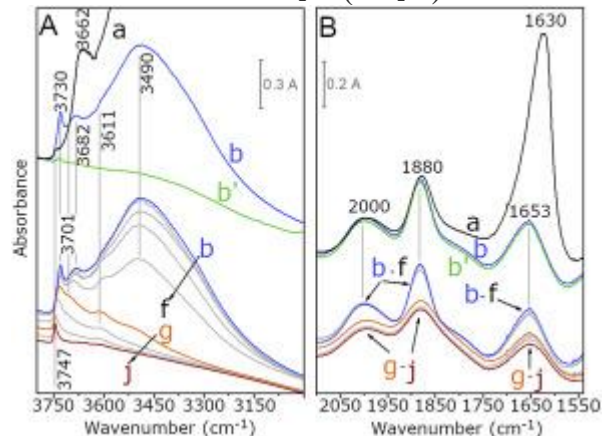 A
3662
a
3730
3682
3611
3490
0.3 A
b
b'
3701
b
f
g
j
3747
Absorbance
3750 3600 3450 3300 3150
Wavenumber (cm⁻¹)
B
1630
0.2 A
2000
1880
a
b
b'
1653
b-f
b-f
g-j
g-j
2050 1950 1850 1750 1650 1550
Wavenumber (cm⁻¹)